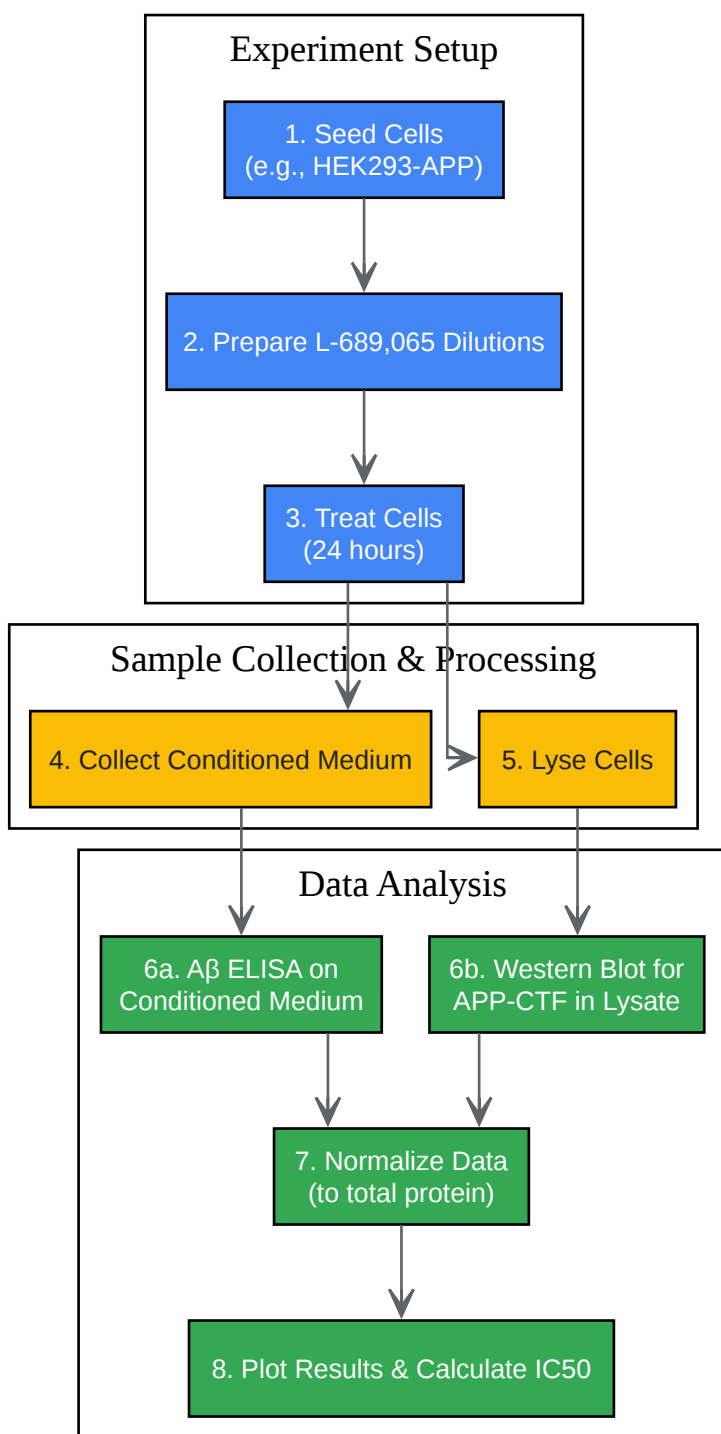 Experiment Setup
1. Seed Cells
(e.g., HEK293-APP)
2. Prepare L-689,065 Dilutions
3. Treat Cells
(24 hours)
Sample Collection & Processing
4. Collect Conditioned Medium
5. Lyse Cells
Data Analysis
6a. Aβ ELISA on
Conditioned Medium
6b. Western Blot for
APP-CTF in Lysate
7. Normalize Data
(to total protein)
8. Plot Results & Calculate IC50